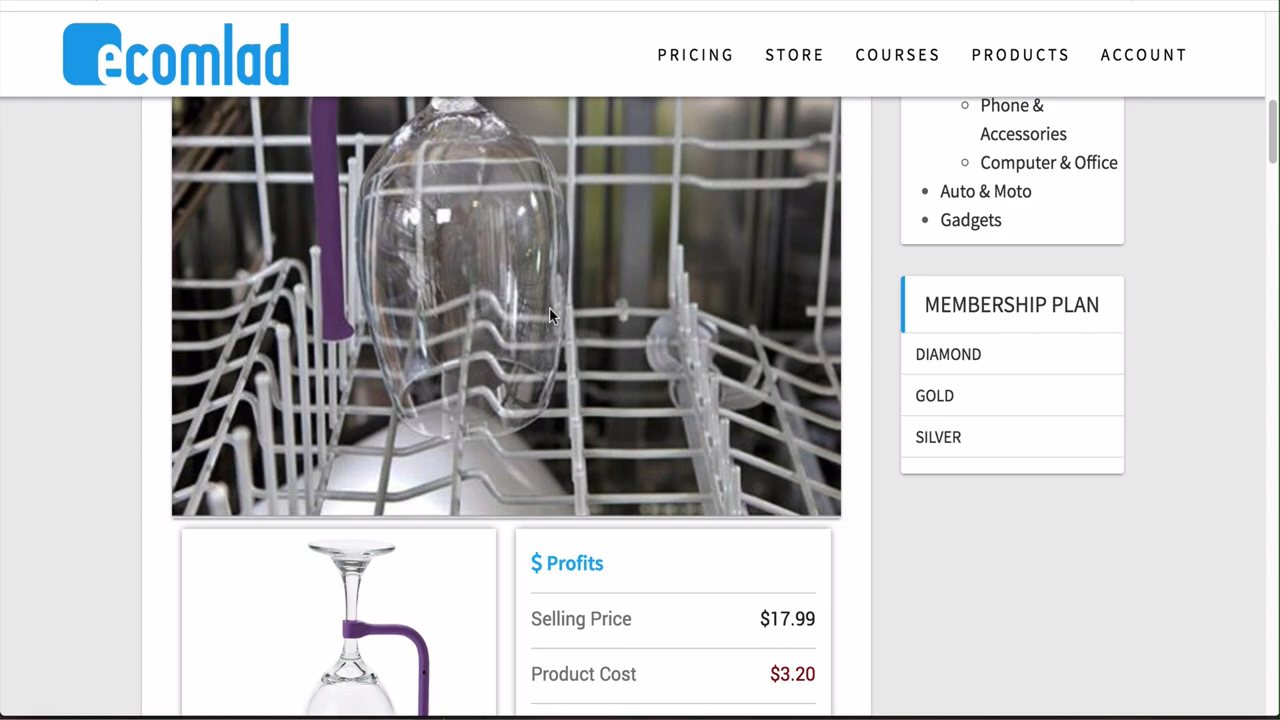 ecomlad
PRICING STORE COURSES PRODUCTS ACCOUNT
Phone &
Accessories
Computer & Office
Auto & Moto
Gadgets
MEMBERSHIP PLAN
DIAMOND
GOLD
SILVER
$ Profits
Selling Price $17.99
Product Cost $3.20